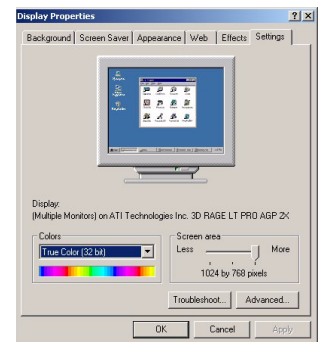 Display Properties
Background Screen Saver Appearance Web Effects Settings
Display:
(Multiple Monitors) on ATI Technologies Inc. 3D RAGE LT PRO AGP 2X
Colors
True Color (32 bit)
Screen area
Less More
1024 by 768 pixels
Troubleshoot... Advanced...
OK Cancel Apply